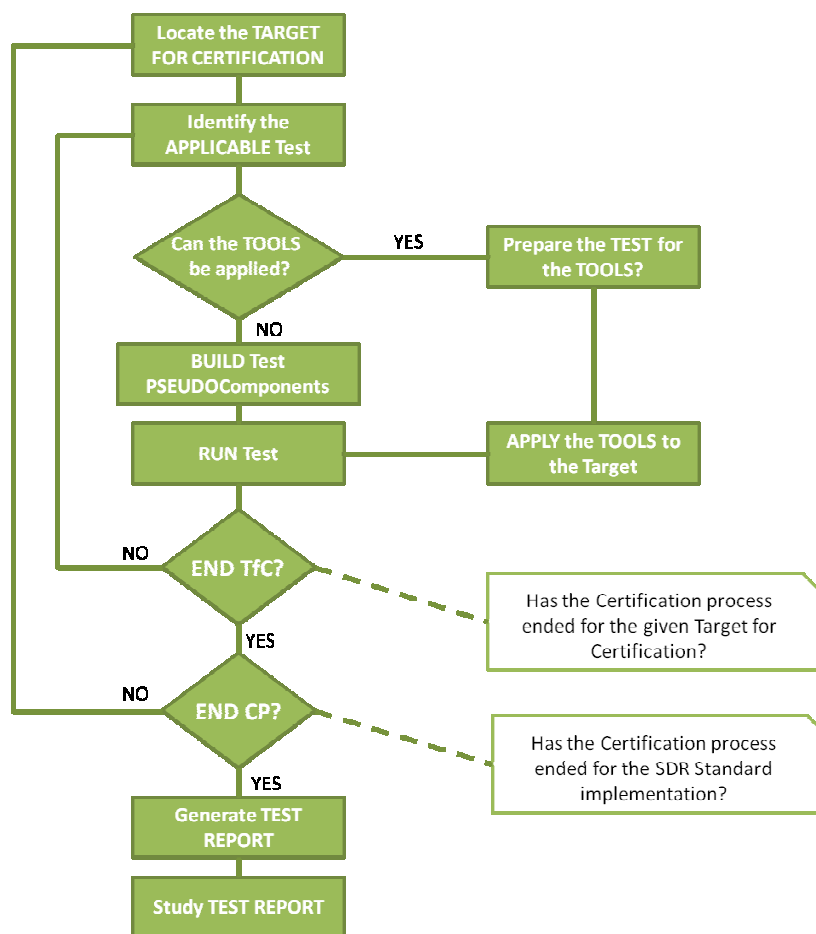 Locate the TARGET
FOR CERTIFICATION
Identify the
APPLICABLE Test
Can the TOOLS
be applied?
YES
Prepare the TEST for
the TOOLS?
NO
BUILD Test
PSEUDOComponents
RUN Test
APPLY the TOOLS to
the Target
NO
END TfC?
Has the Certification process
ended for the given Target for
Certification?
YES
NO
END CP?
Has the Certification process
ended for the SDR Standard
implementation?
YES
Generate TEST
REPORT
Study TEST REPORT